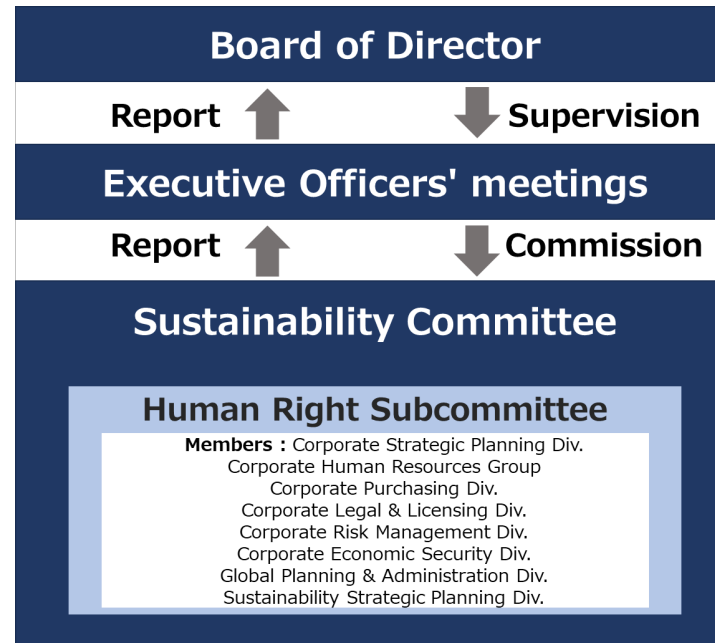 Board of Director
Report Supervision
Executive Officers' meetings
Report Commission
Sustainability Committee
Human Right Subcommittee
Members : Corporate Strategic Planning Div.
Corporate Human Resources Group
Corporate Purchasing Div.
Corporate Legal & Licensing Div.
Corporate Risk Management Div.
Corporate Economic Security Div.
Global Planning & Administration Div.
Sustainability Strategic Planning Div.